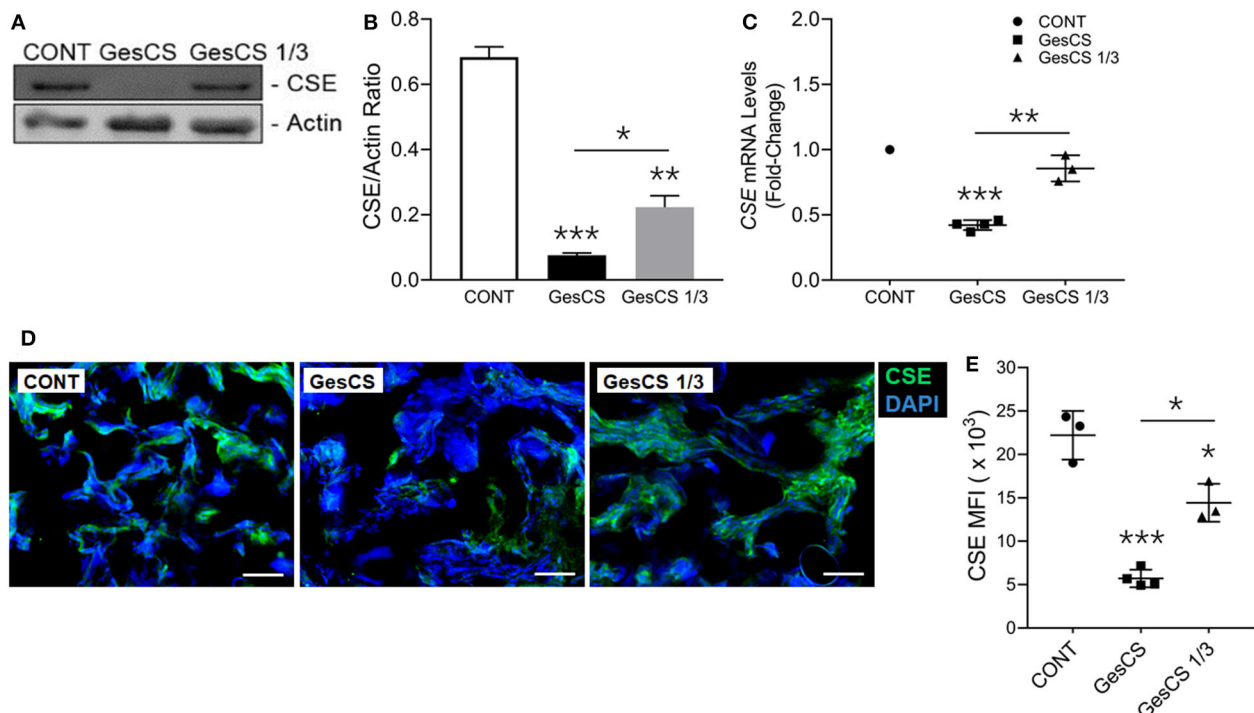 A
CONT GesCS GesCS 1/3
- CSE
- Actin
B
CSE/Actin Ratio
0.8
0.6
0.4
0.2
0.0
*
**
***
CONT
GesCS
GesCS 1/3
C
CONT
GesCS
GesCS 1/3
CSE mRNA Levels
(Fold-Change)
2.0
1.5
1.0
0.5
0.0
**
***
CONT
GesCS
GesCS 1/3
D
CONT
GesCS
GesCS 1/3
CSE
DAPI
E
CSE MFI ( x 10³)
30
25
20
15
10
5
0
*
*
***
CONT
GesCS
GesCS 1/3